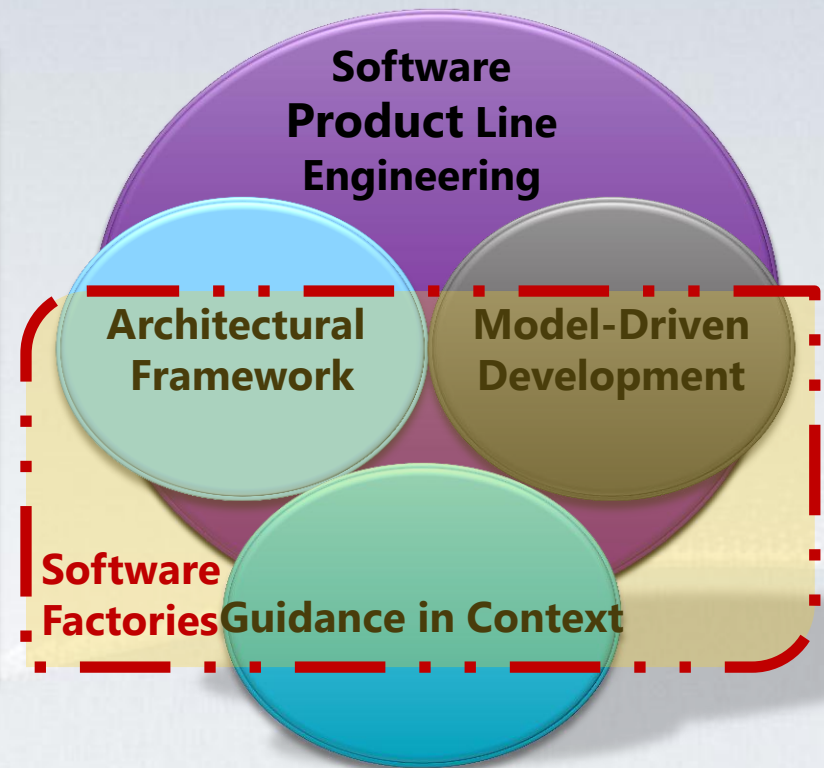 Software
Product Line
Engineering
Architectural
Framework
Model-Driven
Development
Software
Factories
Guidance in Context